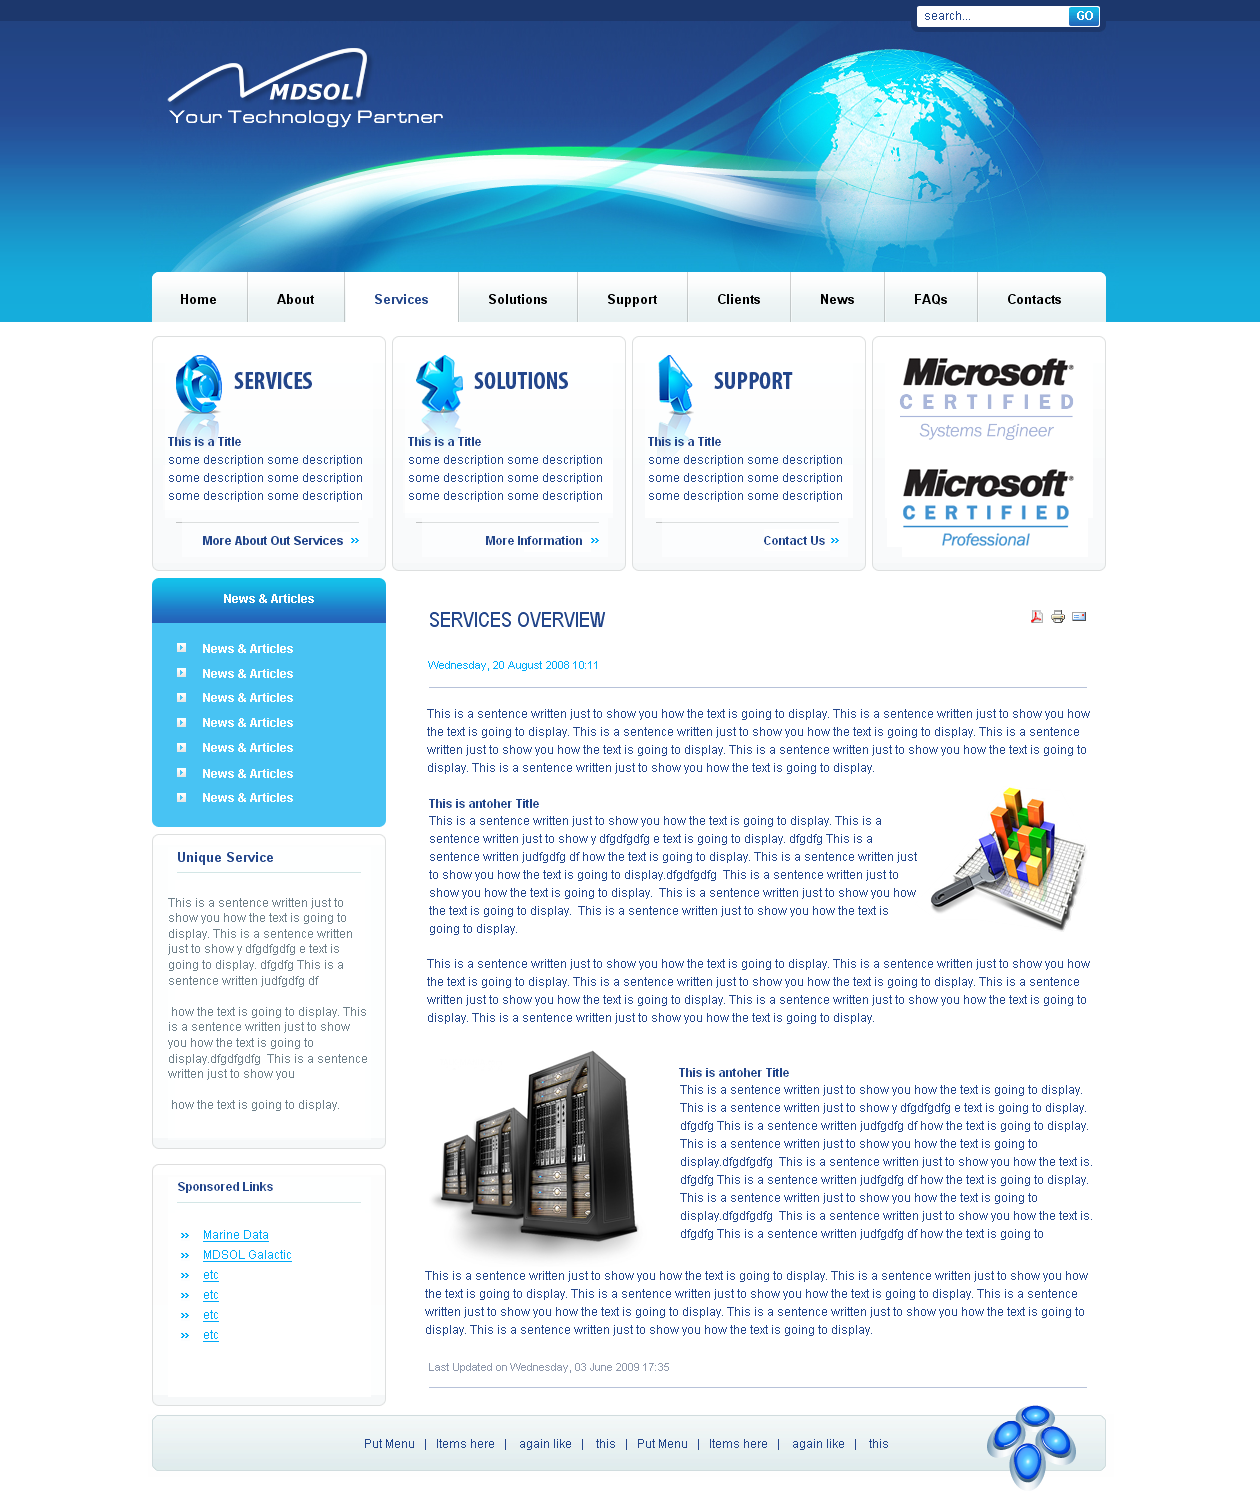 search...
GO
MDSOL
Your Technology Partner
Home
About
Services
Solutions
Support
Clients
News
FAQs
Contacts
SERVICES
This is a Title
some description some description
some description some description
some description some description
More About Out Services
SOLUTIONS
This is a Title
some description some description
some description some description
some description some description
More Information
SUPPORT
This is a Title
some description some description
some description some description
some description some description
Contact Us
Microsoft
CERTIFIED
Systems Engineer
Microsoft
CERTIFIED
Professional
News & Articles
News & Articles
News & Articles
News & Articles
News & Articles
News & Articles
News & Articles
News & Articles
Unique Service
This is a sentence written just to
show you how the text is going to
display. This is a sentence written
just to show y dfgdfgdfg e text is
going to display. dfgdfg This is a
sentence written judfgdfg df
how the text is going to display. This
is a sentence written just to show
you how the text is going to
display.dfgdfgdfg  This is a sentence
written just to show you
how the text is going to display.
Sponsored Links
Marine Data
MDSOL Galactic
etc
etc
etc
etc
SERVICES OVERVIEW
Wednesday, 20 August 2008 10:11
This is a sentence written just to show you how the text is going to display. This is a sentence written just to show you how
the text is going to display. This is a sentence written just to show you how the text is going to display. This is a sentence
written just to show you how the text is going to display. This is a sentence written just to show you how the text is going to
display. This is a sentence written just to show you how the text is going to display.
This is antoher Title
This is a sentence written just to show you how the text is going to display. This is a
sentence written just to show y dfgdfgdfg e text is going to display. dfgdfg This is a
sentence written judfgdfg df how the text is going to display. This is a sentence written just
to show you how the text is going to display.dfgdfgdfg  This is a sentence written just to
show you how the text is going to display.  This is a sentence written just to show you how
the text is going to display.  This is a sentence written just to show you how the text is
going to display.
This is a sentence written just to show you how the text is going to display. This is a sentence written just to show you how
the text is going to display. This is a sentence written just to show you how the text is going to display. This is a sentence
written just to show you how the text is going to display. This is a sentence written just to show you how the text is going to
display. This is a sentence written just to show you how the text is going to display.
This is antoher Title
This is a sentence written just to show you how the text is going to display.
This is a sentence written just to show y dfgdfgdfg e text is going to display.
dfgdfg This is a sentence written judfgdfg df how the text is going to display.
This is a sentence written just to show you how the text is going to
display.dfgdfgdfg  This is a sentence written just to show you how the text is.
dfgdfg This is a sentence written judfgdfg df how the text is going to display.
This is a sentence written just to show you how the text is going to
display.dfgdfgdfg  This is a sentence written just to show you how the text is.
dfgdfg This is a sentence written judfgdfg df how the text is going to
This is a sentence written just to show you how the text is going to display. This is a sentence written just to show you how
the text is going to display. This is a sentence written just to show you how the text is going to display. This is a sentence
written just to show you how the text is going to display. This is a sentence written just to show you how the text is going to
display. This is a sentence written just to show you how the text is going to display.
Last Updated on Wednesday, 03 June 2009 17:35
Put Menu | Items here | again like | this | Put Menu | Items here | again like | this